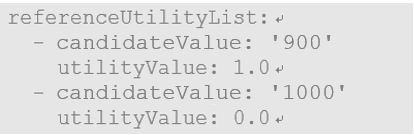 referenceUtilityList:↵
  - candidateValue: '900'
    utilityValue: 1.0↵
  - candidateValue: '1000'
    utilityValue: 0.0↵